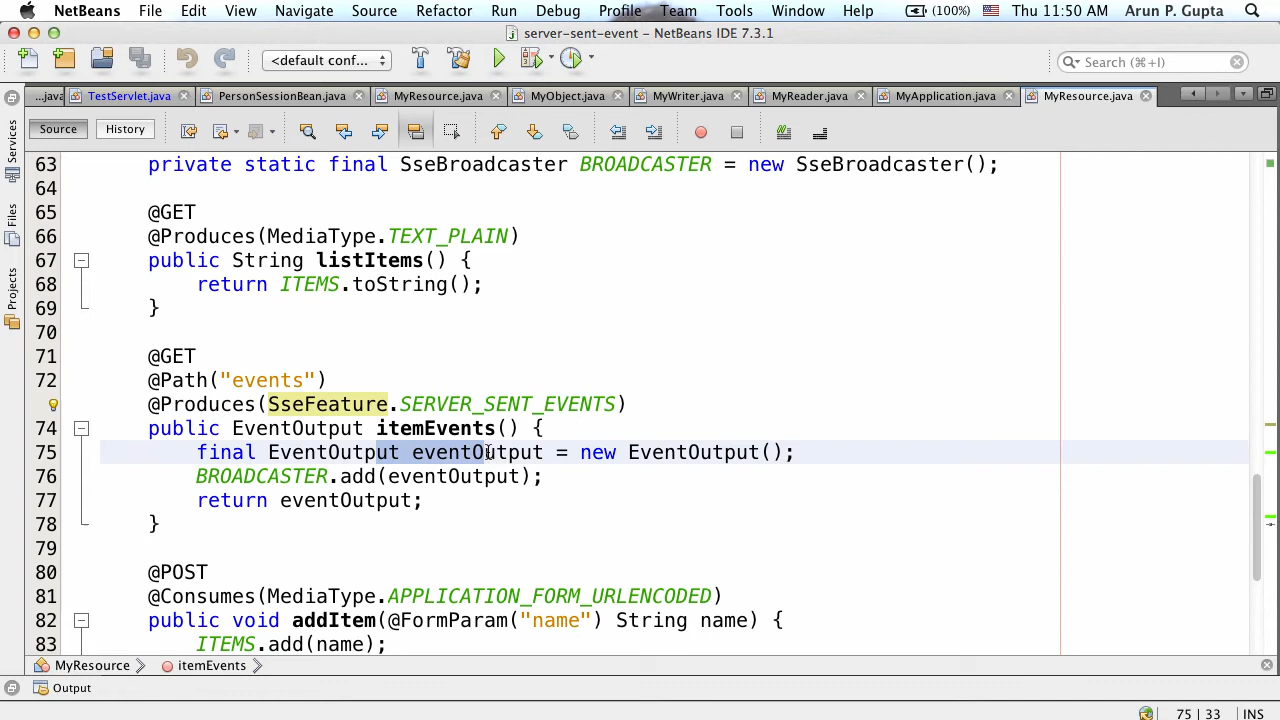 NetBeans File Edit View Navigate Source Refactor Run Debug Profile Team Tools Window Help (100%) Thu 11:50 AM Arun P. Gupta
server-sent-event – NetBeans IDE 7.3.1
<default conf... Search (⌘+I)
...java TestServlet.java PersonSessionBean.java MyResource.java MyObject.java MyWriter.java MyReader.java MyApplication.java MyResource.java
Source History
Services
Files
Projects
63 private static final SseBroadcaster BROADCASTER = new SseBroadcaster();
64
65 @GET
66 @Produces(MediaType.TEXT_PLAIN)
67 public String listItems() {
68 return ITEMS.toString();
69 }
70
71 @GET
72 @Path("events")
@Produces(SseFeature.SERVER_SENT_EVENTS)
74 public EventOutput itemEvents() {
75 final EventOutput eventOutput = new EventOutput();
76 BROADCASTER.add(eventOutput);
77 return eventOutput;
78 }
79
80 @POST
81 @Consumes(MediaType.APPLICATION_FORM_URLENCODED)
82 public void addItem(@FormParam("name") String name) {
83 ITEMS.add(name);
MyResource itemEvents
Output
75 | 33 INS